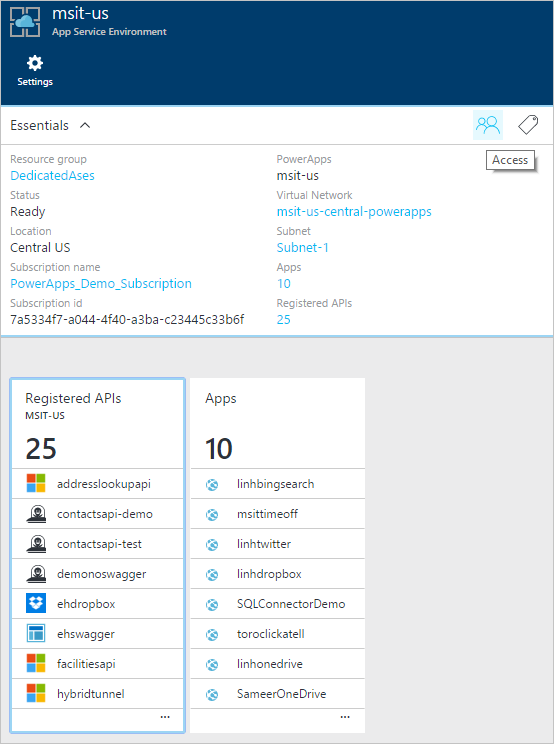 msit-us
App Service Environment
Settings
Essentials
Access
Resource group
DedicatedAses
PowerApps
msit-us
Status
Ready
Virtual Network
msit-us-central-powerapps
Location
Central US
Subnet
Subnet-1
Subscription name
PowerApps_Demo_Subscription
Apps
10
Subscription id
7a5334f7-a044-4f40-a3ba-c23445c33b6f
Registered APIs
25
Registered APIs
MSIT-US
25
addresslookupapi
contactsapi-demo
contactsapi-test
demonoswagger
ehdropbox
ehswagger
facilitiesapi
hybridtunnel
...
Apps
10
linhbingsearch
msittimeoff
linhtwitter
linhdropbox
SQLConnectorDemo
toroclickatell
linhonedrive
SameerOneDrive
...